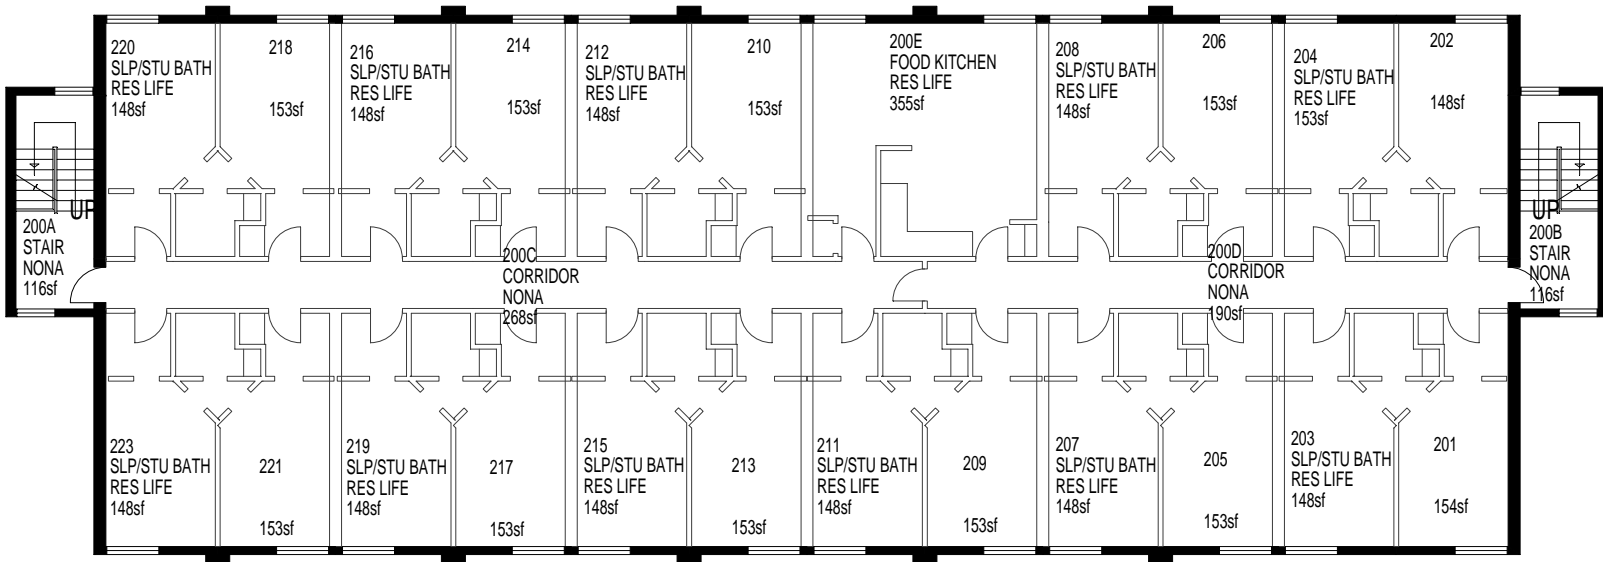 220
SLP/STU BATH
RES LIFE
148sf
218
153sf
216
SLP/STU BATH
RES LIFE
148sf
214
153sf
212
SLP/STU BATH
RES LIFE
148sf
210
153sf
200E
FOOD KITCHEN
RES LIFE
355sf
208
SLP/STU BATH
RES LIFE
148sf
206
153sf
204
SLP/STU BATH
RES LIFE
153sf
202
148sf
UP
200A
STAIR
NONA
116sf
200C
CORRIDOR
NONA
268sf
200D
CORRIDOR
NONA
190sf
UP
200B
STAIR
NONA
116sf
223
SLP/STU BATH
RES LIFE
148sf
221
153sf
219
SLP/STU BATH
RES LIFE
148sf
217
153sf
215
SLP/STU BATH
RES LIFE
148sf
213
153sf
211
SLP/STU BATH
RES LIFE
148sf
209
153sf
207
SLP/STU BATH
RES LIFE
148sf
205
153sf
203
SLP/STU BATH
RES LIFE
148sf
201
154sf